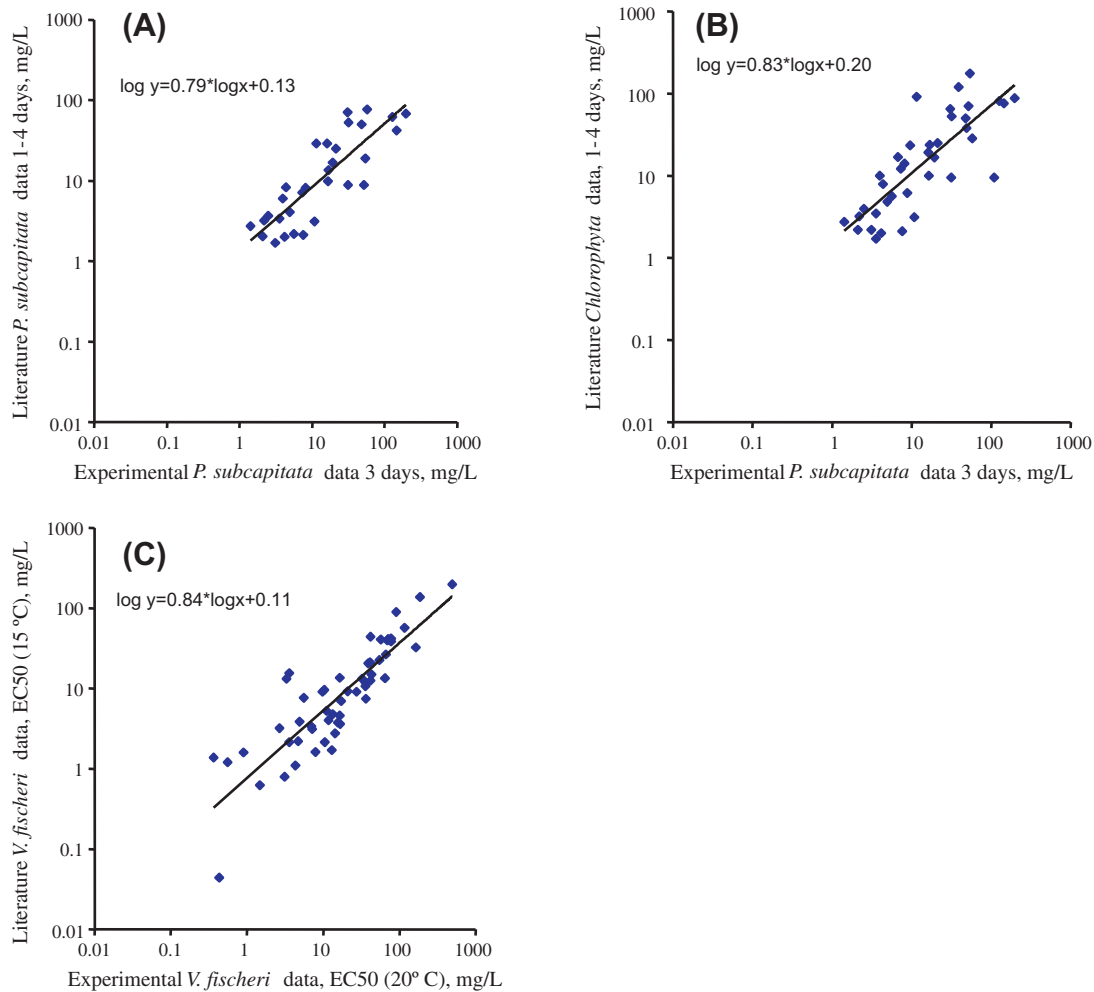 (A)
log y=0.79*logx+0.13
1000
100
10
1
0.1
0.01
0.01 0.1 1 10 100 1000
Literature P. subcapitata data 1-4 days, mg/L
Experimental P. subcapitata data 3 days, mg/L
(B)
log y=0.83*logx+0.20
1000
100
10
1
0.1
0.01
0.01 0.1 1 10 100 1000
Literature Chlorophyta data, 1-4 days, mg/L
Experimental P. subcapitata data 3 days, mg/L
(C)
log y=0.84*logx+0.11
1000
100
10
1
0.1
0.01
0.01 0.1 1 10 100 1000
Literature V. fischeri data, EC50 (15 ºC), mg/L
Experimental V. fischeri data, EC50 (20º C), mg/L